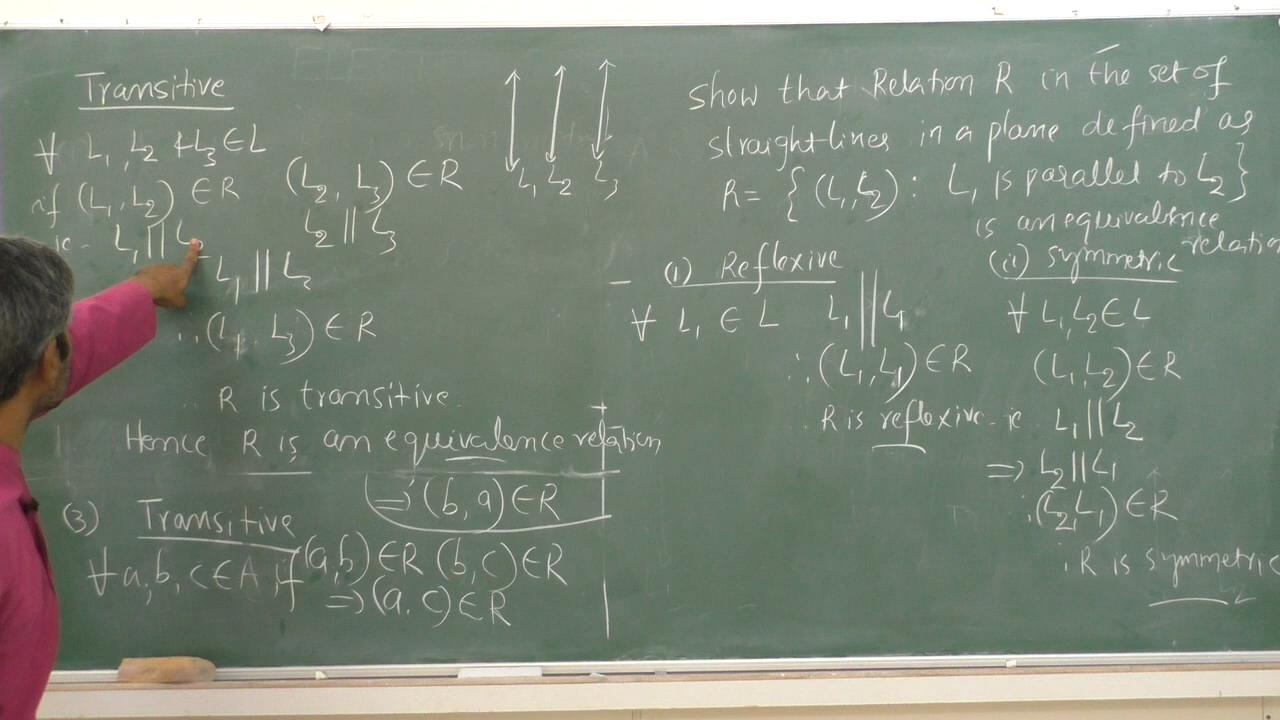 Transitive
∀ L₁, L₂ & L₃ ∈ L
if (L₁, L₂) ∈ R (L₂, L₃) ∈ R
ie - L₁ || L₂ L₂ || L₃
L₁ || L₃
∴ (L₁, L₃) ∈ R
∴ R is transitive.
Hence R is an equivalence relation
⇒ (b, a) ∈ R
(3) Transitive
∀ a, b, c ∈ A, if (a, b) ∈ R (b, c) ∈ R
⇒ (a, c) ∈ R
L₁ L₂ L₃
Show that Relation R in the set of
straight lines in a plane defined as
R = { (L₁, L₂) : L₁ is parallel to L₂ }
is an equivalence
relation
(i) Reflexive
∀ L₁ ∈ L L₁ || L₁
∴ (L₁, L₁) ∈ R
∴ R is reflexive
(ii) symmetric
∀ L₁, L₂ ∈ L
(L₁, L₂) ∈ R
ie L₁ || L₂
⇒ L₂ || L₁
∴ (L₂, L₁) ∈ R
∴ R is symmetric